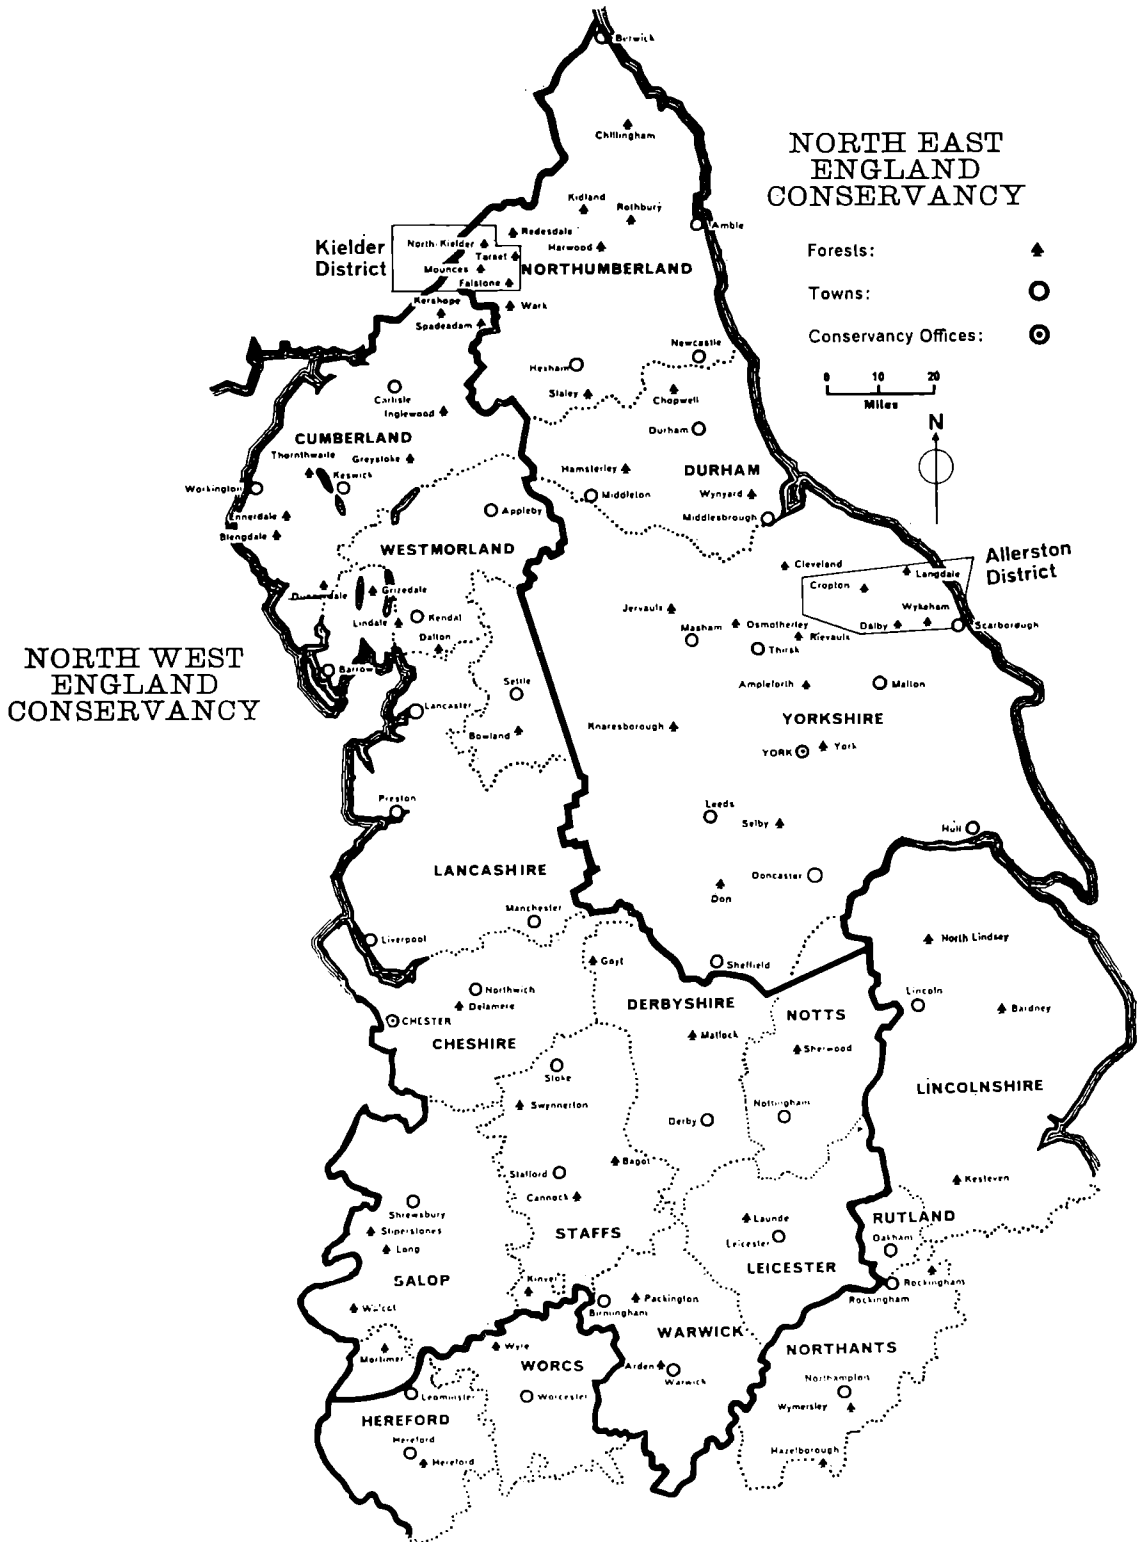 Berwick
Chillingham
NORTH EAST
ENGLAND
CONSERVANCY
Kidland
Rothbury
Amble
Redesdale
Harwood
Kielder
District
North Kielder
Tarset
Mounces
Falstone
NORTHUMBERLAND
Forests:
Towns:
Conservancy Offices:
0 10 20
Miles
N
Kershope
Wark
Spadeadam
Newcastle
Hexham
Slaley
Chopwell
Carlisle
Inglewood
Durham
CUMBERLAND
Thornthwaite
Greystoke
Keswick
Workington
Hamsterley
DURHAM
Middleton
Wynyard
Middlesbrough
Ennerdale
Blengdale
Appleby
WESTMORLAND
Cleveland
Allerston
District
Langdale
Cropton
Wykeham
Dalby
Scarborough
Dunnerdale
Grizedale
Lindale
Kendal
Dalton
Jervaulx
Masham
Osmotherley
Rievaulx
Thirsk
NORTH WEST
ENGLAND
CONSERVANCY
Barrow
Settle
Ampleforth
Malton
Lancaster
Bowland
Knaresborough
YORKSHIRE
YORK
York
Preston
Leeds
Selby
Hull
LANCASHIRE
Doncaster
Don
Manchester
Liverpool
Goyt
Sheffield
North Lindsey
Northwich
Delamere
CHESTER
CHESHIRE
DERBYSHIRE
NOTTS
Lincoln
Bardney
Matlock
Sherwood
Stoke
Swynnerton
LINCOLNSHIRE
Nottingham
Derby
Bagot
Stafford
Cannock
Kesteven
Shrewsbury
Stiperstones
Long
STAFFS
Launde
Leicester
LEICESTER
RUTLAND
Oakham
SALOP
Kinver
Rockingham
Rockingham
Walcot
Packington
Birmingham
WARWICK
Mortimer
Wyre
WORCS
Arden
Warwick
NORTHANTS
Leominster
Worcester
Northampton
Wymersley
HEREFORD
Hereford
Hereford
Hazelborough